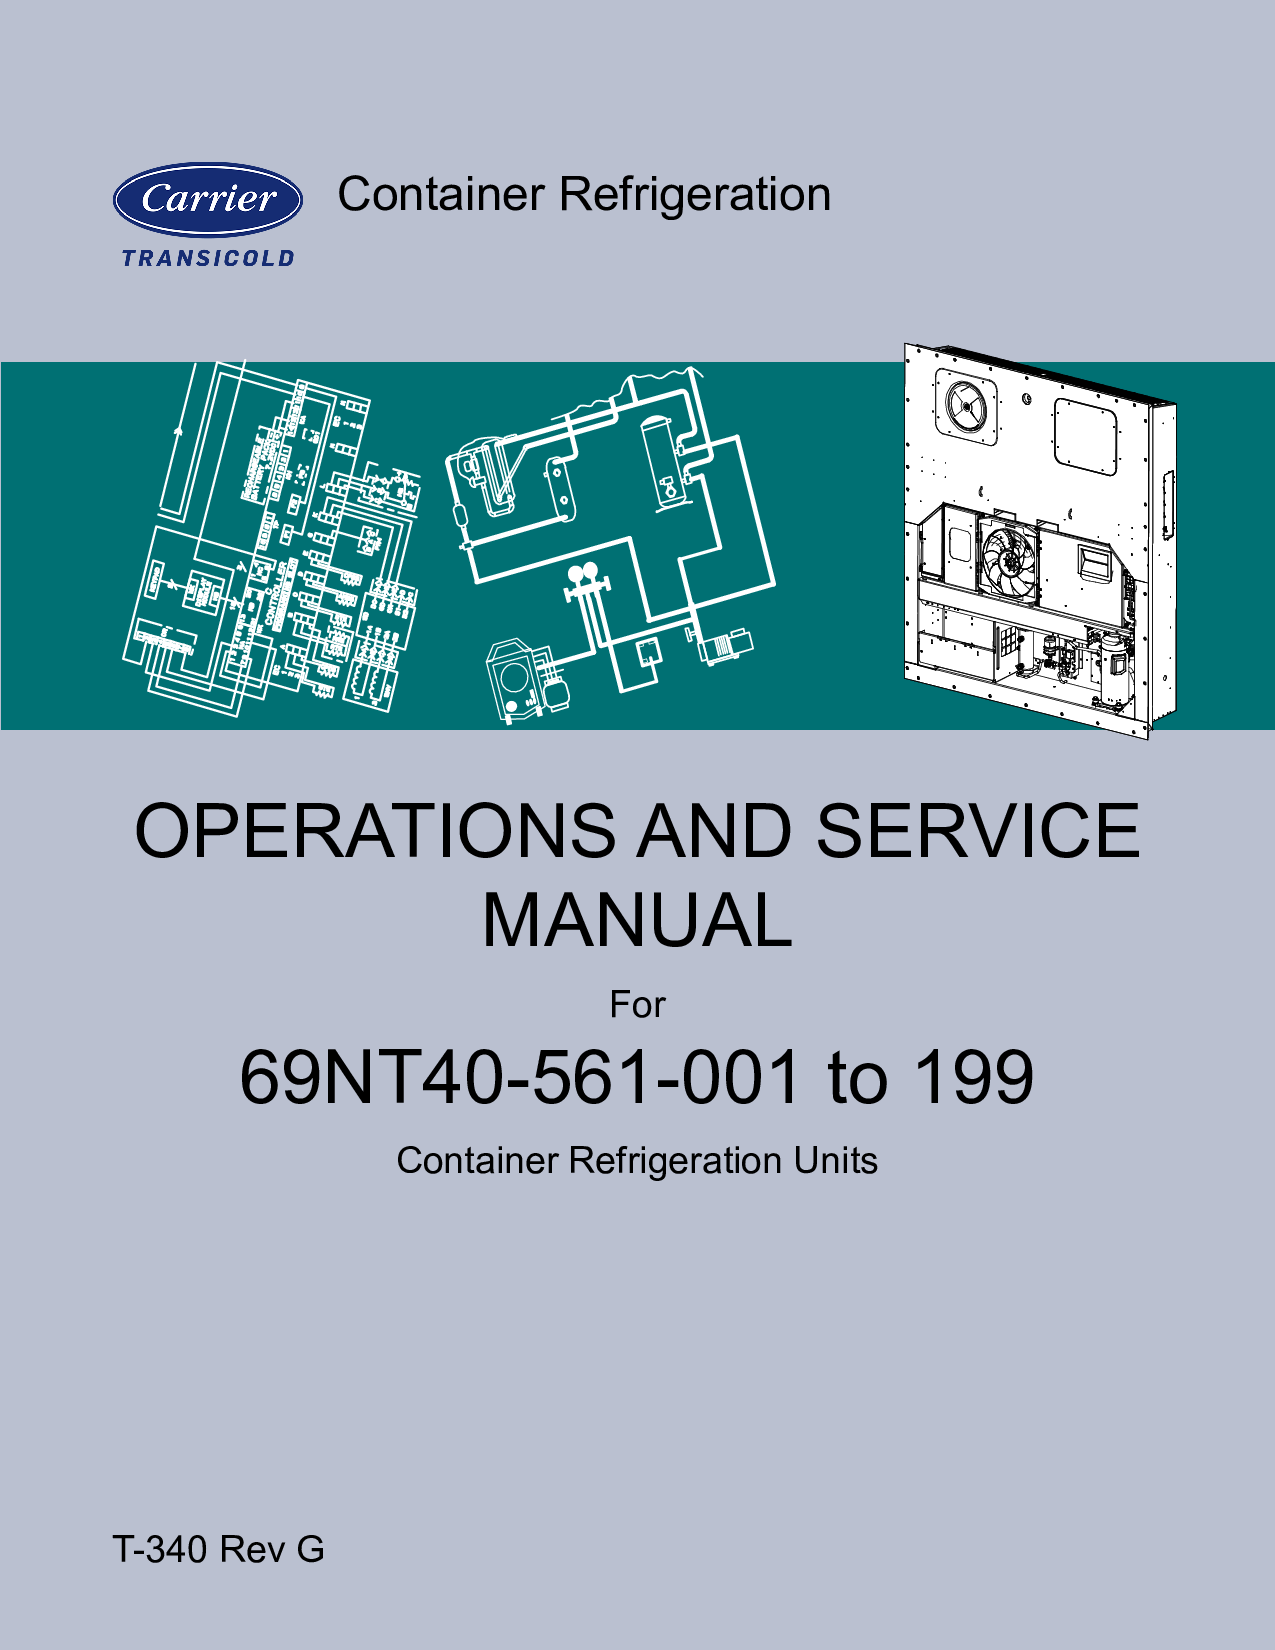 Carrier
TRANSICOLD
Container Refrigeration
CONTROLLER
OPERATIONS AND SERVICE
MANUAL
For
69NT40-561-001 to 199
Container Refrigeration Units
T-340 Rev G